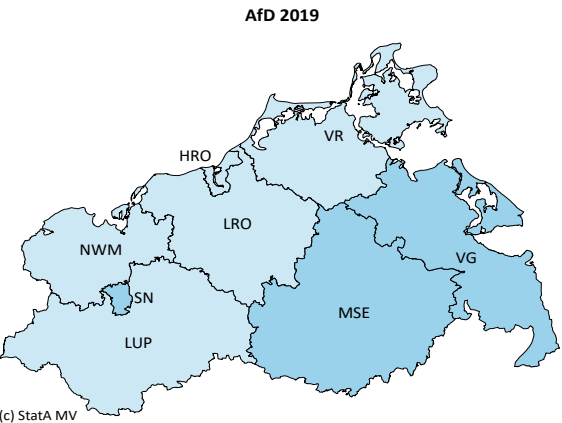 AfD 2019
VR
HRO
LRO
NWM
VG
SN
MSE
LUP
(c) StatA MV